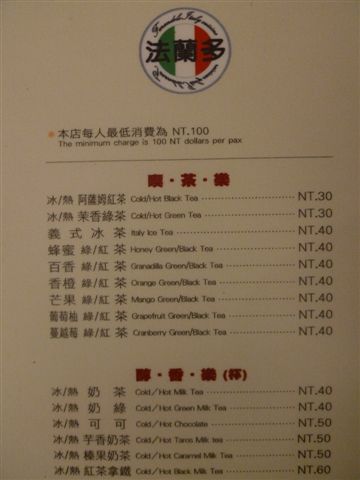 法蘭多
●本店每人最低消費為 NT.100
The minimum charge is 100 NT dollars per pax
喫・茶・樂
冰/熱 阿薩姆紅茶 Cold/Hot Black Tea NT.30
冰/熱 茉香綠茶 Cold/Hot Green Tea NT.30
義式冰茶 Italy Ice Tea NT.40
蜂蜜 綠/紅 茶 Honey Green/Black Tea NT.40
百香 綠/紅 茶 Granadilla Green/Black Tea NT.40
香橙 綠/紅 茶 Orange Green/Black Tea NT.40
芒果 綠/紅 茶 Mango Green/Black Tea NT.40
葡萄柚 綠/紅 茶 Grapefruit Green/Black Tea NT.40
蔓越莓 綠/紅 茶 Cranberry Green/Black Tea NT.40
醇・香・樂 (杯)
冰/熱 奶茶 Cold/Hot Milk Tea NT.40
冰/熱 奶綠 Cold/Hot Green Milk Tea NT.40
冰/熱 可可 Cold/Hot Chocolate NT.50
冰/熱 芋香奶茶 Cold/Hot Taros Milk Tea NT.50
冰/熱 榛果奶茶 Cold/Hot Caramel Milk Tea NT.50
冰/熱 紅茶拿鐵 Cold/Hot Black Milk Tea NT.60